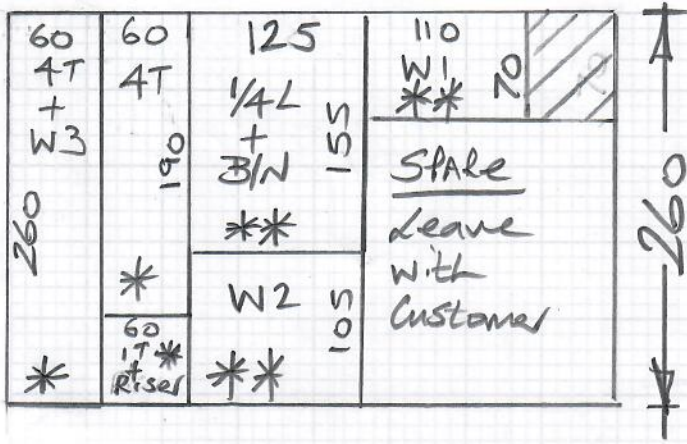 60
4T
+
W3
260
*
60
4T
190
*
60
1T *
+
Riser
125
1/4L
+
B/N
155
**
W2
105
**
110
W1
**
70
SPARE
Leave
with
Customer
260